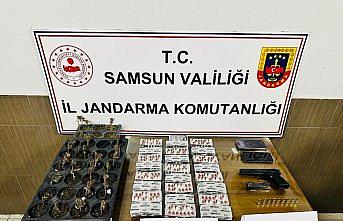 T.C.
SAMSUN VALİLİĞİ
İL JANDARMA KOMUTANLIĞI